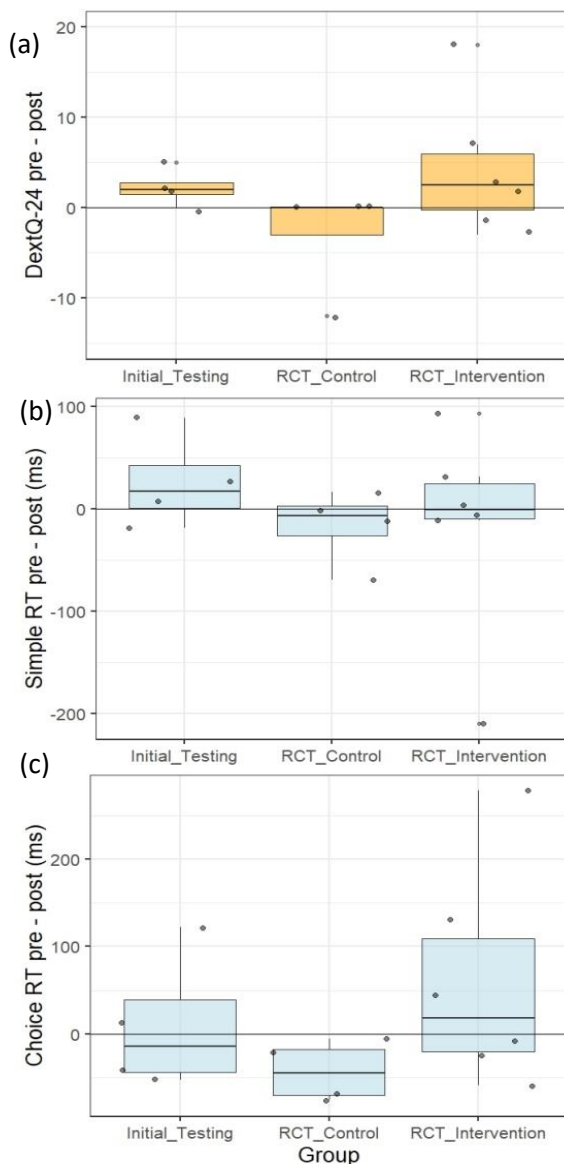 (a)
DextQ-24 pre - post
20
10
0
-10
Initial_Testing RCT_Control RCT_Intervention
(b)
Simple RT pre - post (ms)
100
0
-100
-200
Initial_Testing RCT_Control RCT_Intervention
(c)
Choice RT pre - post (ms)
200
100
0
Initial_Testing RCT_Control RCT_Intervention
Group